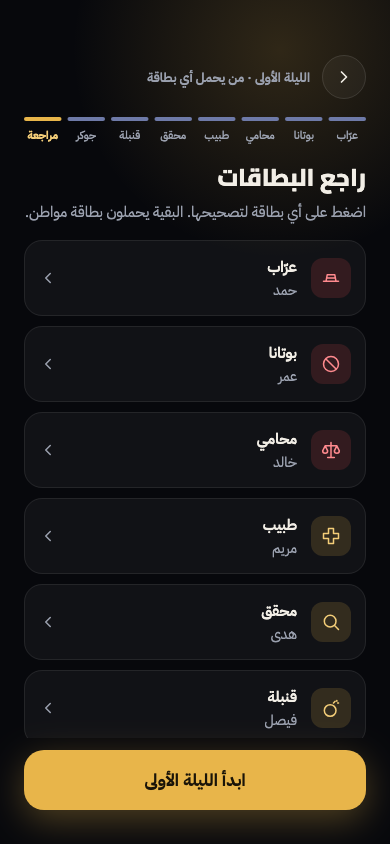 الليلة الأولى · من يحمل أي بطاقة
عرّاب
بوتانا
محامي
طبيب
محقق
قنبلة
جوكر
مراجعة
راجع البطاقات
اضغط على أي بطاقة لتصحيحها. البقية يحملون بطاقة مواطن.
عرّاب
حمد
بوتانا
عمر
محامي
خالد
طبيب
مريم
محقق
هدى
قنبلة
فيصل
ابدأ الليلة الأولى